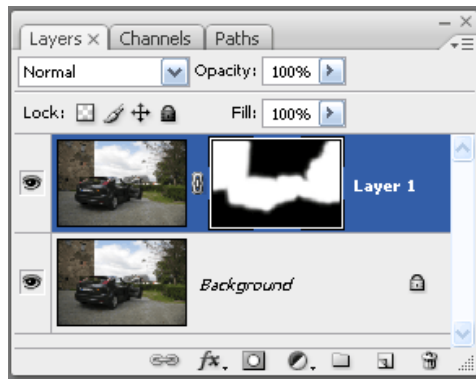 Layers × Channels Paths
Normal Opacity: 100%
Lock: Fill: 100%
Layer 1
Background
fx.